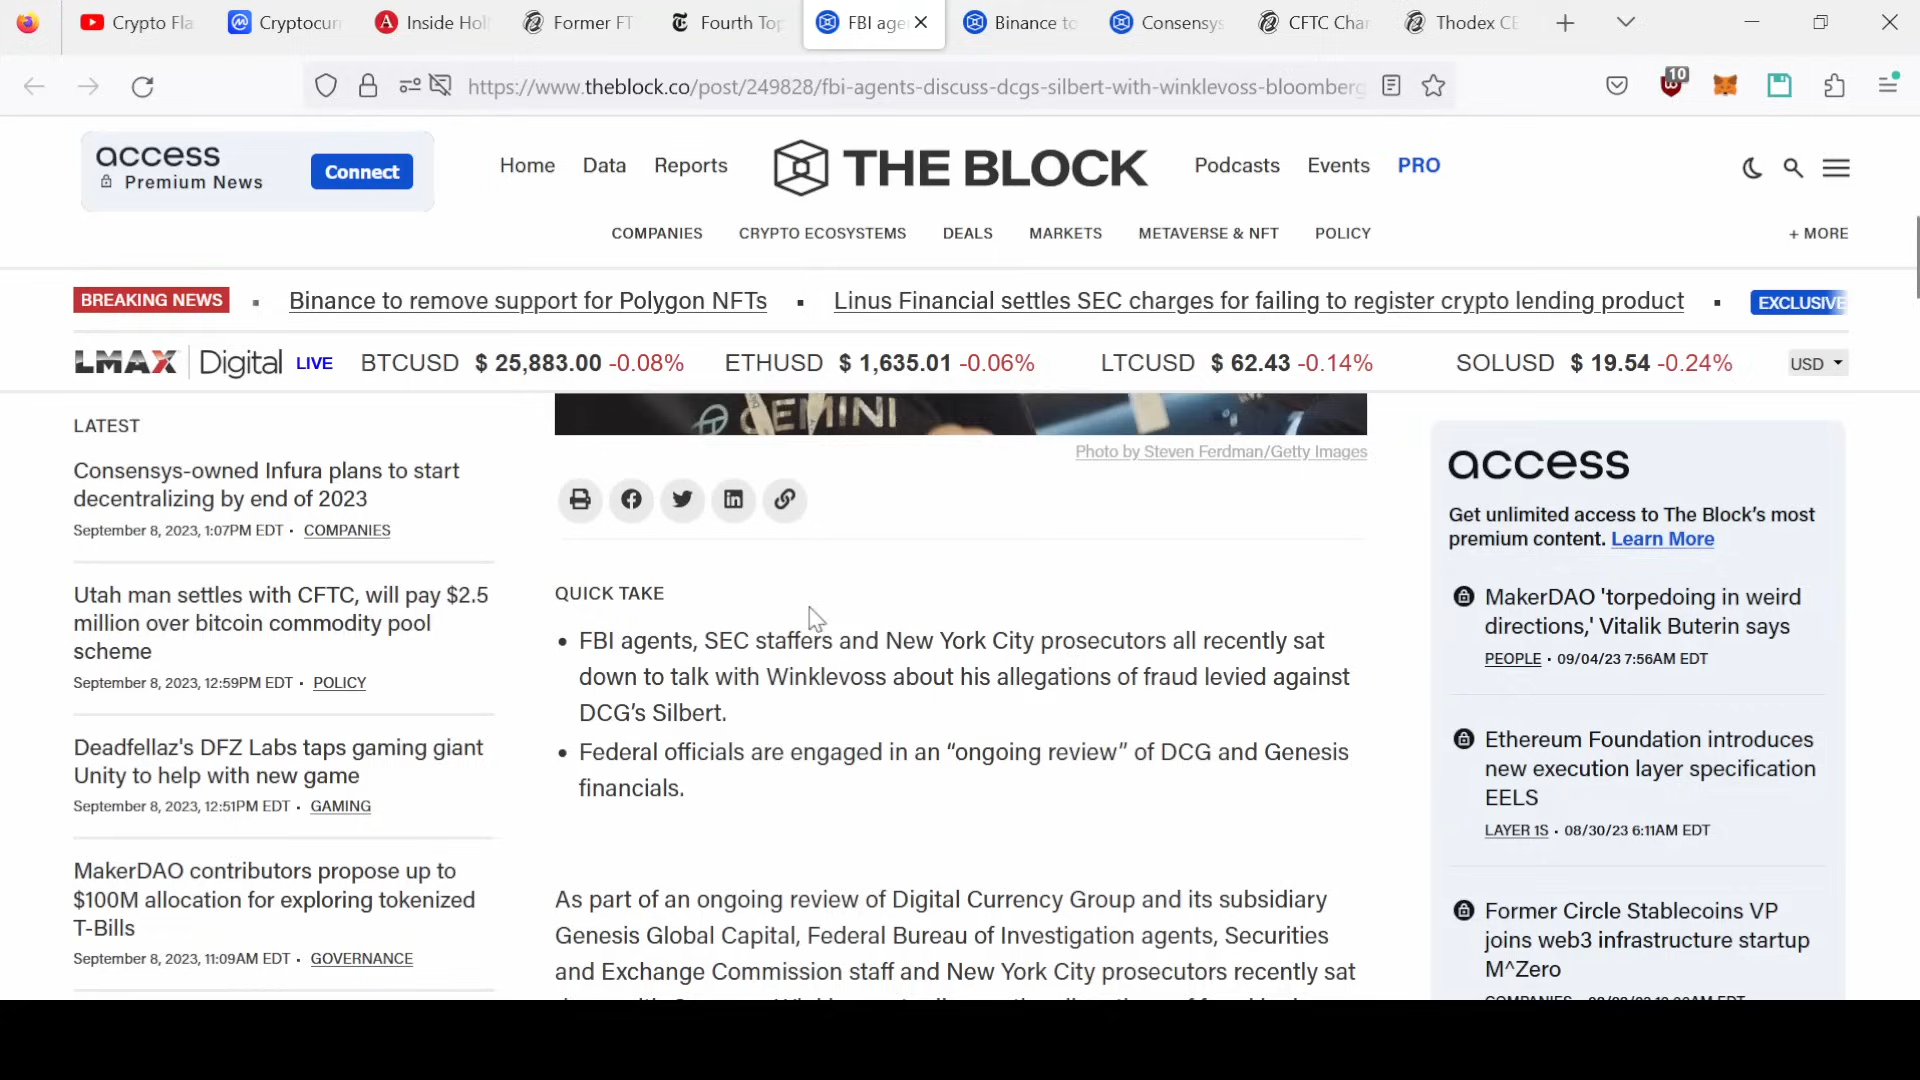 Crypto Fla
Cryptocur
Inside Hol
Former FT
Fourth Top
FBI age
Binance to
Consensys
CFTC Chai
Thodex CE
https://www.theblock.co/post/249828/fbi-agents-discuss-dcgs-silbert-with-winklevoss-bloomberg
10
access
Premium News
Connect
Home
Data
Reports
THE BLOCK
Podcasts
Events
PRO
COMPANIES
CRYPTO ECOSYSTEMS
DEALS
MARKETS
METAVERSE & NFT
POLICY
+ MORE
BREAKING NEWS ▪ Binance to remove support for Polygon NFTs ▪ Linus Financial settles SEC charges for failing to register crypto lending product ▪ EXCLUSIVE
LMAX Digital LIVE BTCUSD $ 25,883.00 -0.08% ETHUSD $ 1,635.01 -0.06% LTCUSD $ 62.43 -0.14% SOLUSD $ 19.54 -0.24% USD
LATEST
Consensys-owned Infura plans to start
decentralizing by end of 2023
September 8, 2023, 1:07PM EDT • COMPANIES
Utah man settles with CFTC, will pay $2.5
million over bitcoin commodity pool
scheme
September 8, 2023, 12:59PM EDT • POLICY
Deadfellaz's DFZ Labs taps gaming giant
Unity to help with new game
September 8, 2023, 12:51PM EDT • GAMING
MakerDAO contributors propose up to
$100M allocation for exploring tokenized
T-Bills
September 8, 2023, 11:09AM EDT • GOVERNANCE
GEMINI
Photo by Steven Ferdman/Getty Images
QUICK TAKE
• FBI agents, SEC staffers and New York City prosecutors all recently sat
down to talk with Winklevoss about his allegations of fraud levied against
DCG’s Silbert.
• Federal officials are engaged in an “ongoing review” of DCG and Genesis
financials.
As part of an ongoing review of Digital Currency Group and its subsidiary
Genesis Global Capital, Federal Bureau of Investigation agents, Securities
and Exchange Commission staff and New York City prosecutors recently sat
access
Get unlimited access to The Block’s most
premium content. Learn More
MakerDAO 'torpedoing in weird
directions,' Vitalik Buterin says
PEOPLE • 09/04/23 7:56AM EDT
Ethereum Foundation introduces
new execution layer specification
EELS
LAYER 1S • 08/30/23 6:11AM EDT
Former Circle Stablecoins VP
joins web3 infrastructure startup
M^Zero